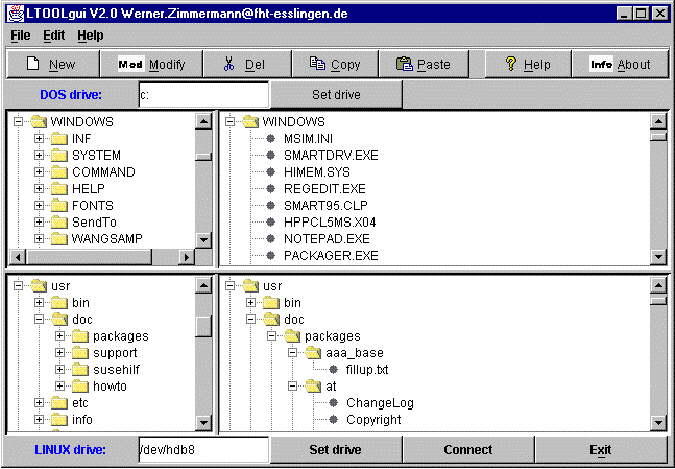 LTOOLgui V2.0 Werner.Zimmermann@fht-esslingen.de
File Edit Help
New Mod Modify Del Copy Paste Help Info About
DOS drive: c: Set drive
WINDOWS
INF
SYSTEM
COMMAND
HELP
FONTS
SendTo
WANGSAMP
WINDOWS
MSIM.INI
SMARTDRV.EXE
HIMEM.SYS
REGEDIT.EXE
SMART95.CLP
HPPCL5MS.X04
NOTEPAD.EXE
PACKAGER.EXE
usr
bin
doc
packages
support
susehilf
howto
etc
info
usr
bin
doc
packages
aaa_base
fillup.txt
at
ChangeLog
Copyright
LINUX drive: /dev/hdb8 Set drive Connect Exit